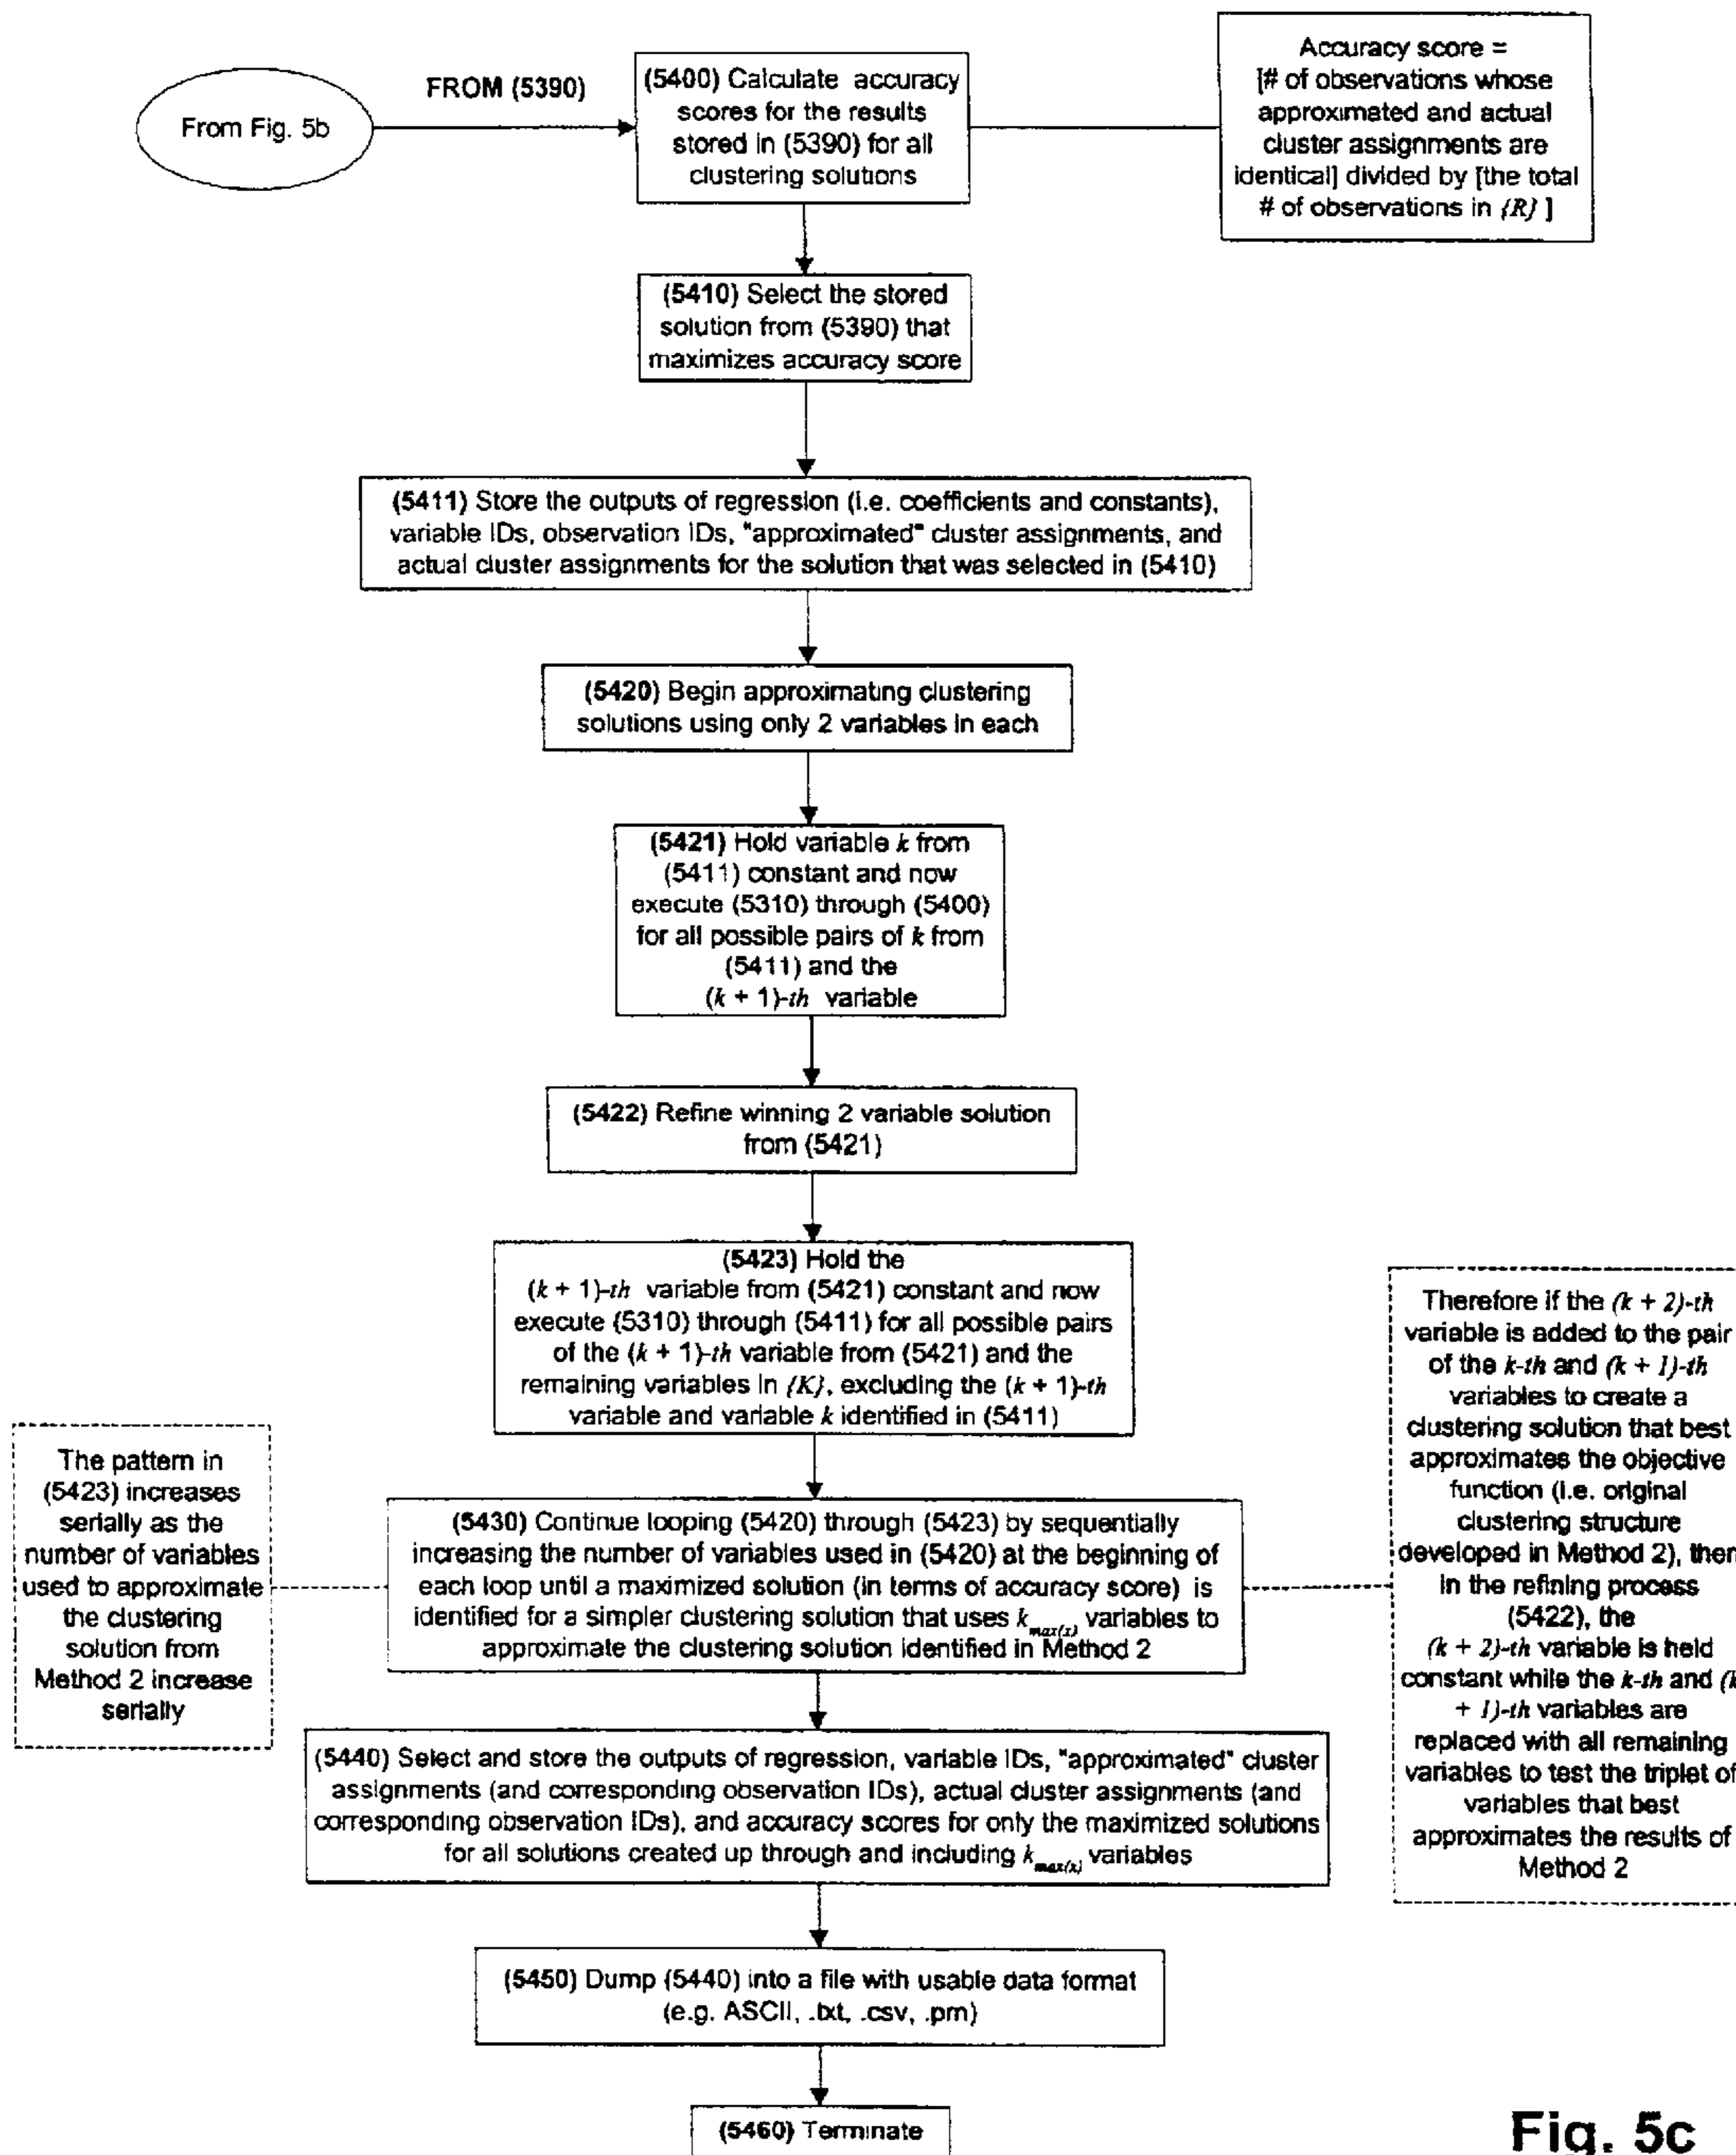 From Fig. 5b
FROM (5390)
(5400) Calculate accuracy
scores for the results
stored in (5390) for all
clustering solutions
Accuracy score =
[# of observations whose
approximated and actual
cluster assignments are
identical] divided by [the total
# of observations in {R} ]
(5410) Select the stored
solution from (5390) that
maximizes accuracy score
(5411) Store the outputs of regression (i.e. coefficients and constants),
variable IDs, observation IDs, "approximated" cluster assignments, and
actual cluster assignments for the solution that was selected in (5410)
(5420) Begin approximating clustering
solutions using only 2 variables in each
(5421) Hold variable k from
(5411) constant and now
execute (5310) through (5400)
for all possible pairs of k from
(5411) and the
(k + 1)-th variable
(5422) Refine winning 2 variable solution
from (5421)
(5423) Hold the
(k + 1)-th variable from (5421) constant and now
execute (5310) through (5411) for all possible pairs
of the (k + 1)-th variable from (5421) and the
remaining variables in {K}, excluding the (k + 1)-th
variable and variable k identified in (5411)
The pattern in
(5423) increases
serially as the
number of variables
used to approximate
the clustering
solution from
Method 2 increase
serially
(5430) Continue looping (5420) through (5423) by sequentially
increasing the number of variables used in (5420) at the beginning of
each loop until a maximized solution (in terms of accuracy score) is
identified for a simpler clustering solution that uses k max(x) variables to
approximate the clustering solution identified in Method 2
Therefore if the (k + 2)-th
variable is added to the pair
of the k-th and (k + 1)-th
variables to create a
clustering solution that best
approximates the objective
function (i.e. original
clustering structure
developed in Method 2), then
in the refining process
(5422), the
(k + 2)-th variable is held
constant while the k-th and (k
+ 1)-th variables are
replaced with all remaining
variables to test the triplet of
variables that best
approximates the results of
Method 2
(5440) Select and store the outputs of regression, variable IDs, "approximated" cluster
assignments (and corresponding observation IDs), actual cluster assignments (and
corresponding observation IDs), and accuracy scores for only the maximized solutions
for all solutions created up through and including k max(x) variables
(5450) Dump (5440) into a file with usable data format
(e.g. ASCII, .txt, .csv, .prn)
(5460) Terminate
Fig. 5c